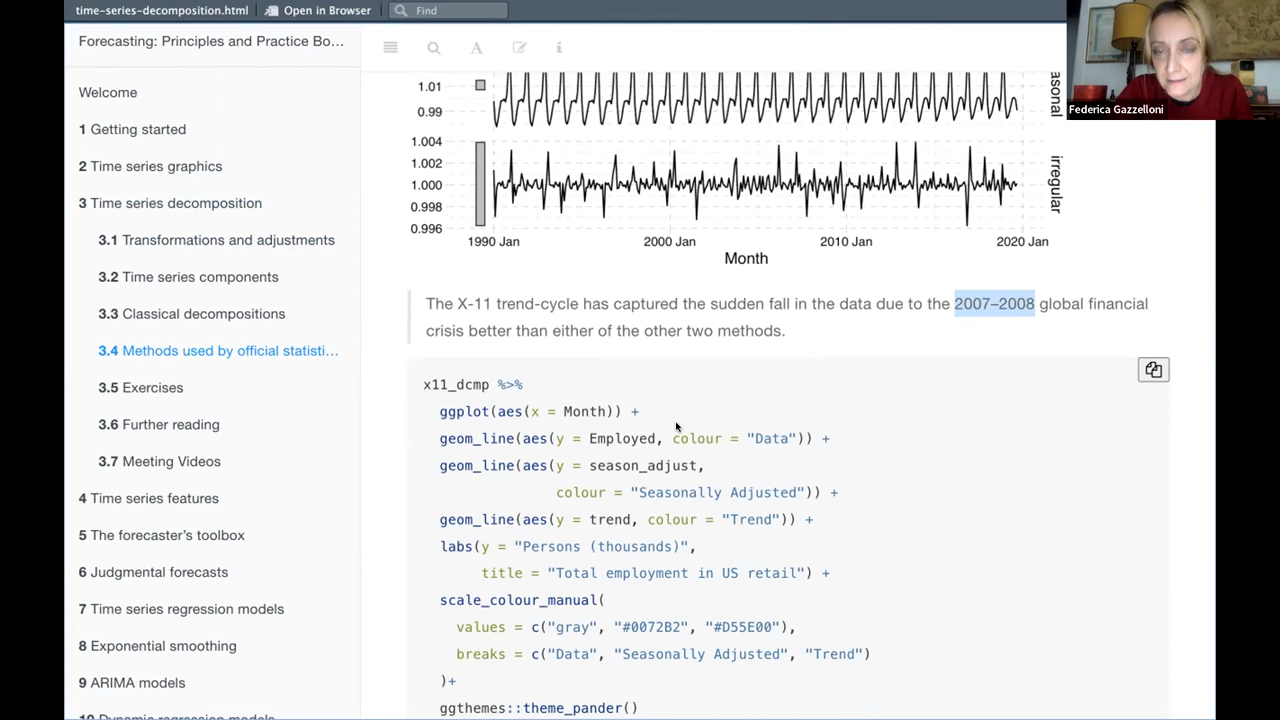 time-series-decomposition.html
Open in Browser
Find
Federica Gazzelloni
Forecasting: Principles and Practice Bo…
Welcome
1 Getting started
2 Time series graphics
3 Time series decomposition
3.1 Transformations and adjustments
3.2 Time series components
3.3 Classical decompositions
3.4 Methods used by official statisti…
3.5 Exercises
3.6 Further reading
3.7 Meeting Videos
4 Time series features
5 The forecaster's toolbox
6 Judgmental forecasts
7 Time series regression models
8 Exponential smoothing
9 ARIMA models
10 Dynamic regression models
1.01
0.99
asonal
1.004
1.002
1.000
0.998
0.996
irregular
1990 Jan 2000 Jan 2010 Jan 2020 Jan
Month
The X-11 trend-cycle has captured the sudden fall in the data due to the 2007–2008 global financial
crisis better than either of the other two methods.
x11_dcmp %>%
ggplot(aes(x = Month)) +
geom_line(aes(y = Employed, colour = "Data")) +
geom_line(aes(y = season_adjust,
colour = "Seasonally Adjusted")) +
geom_line(aes(y = trend, colour = "Trend")) +
labs(y = "Persons (thousands)",
title = "Total employment in US retail") +
scale_colour_manual(
values = c("gray", "#0072B2", "#D55E00"),
breaks = c("Data", "Seasonally Adjusted", "Trend")
)+
ggthemes::theme_pander()